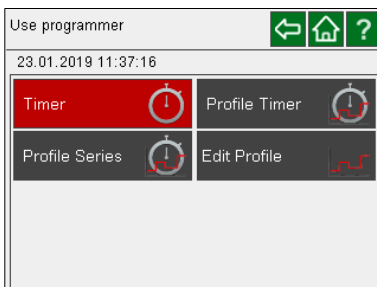 Use programmer ?
23.01.2019 11:37:16
Timer Profile Timer
Profile Series Edit Profile